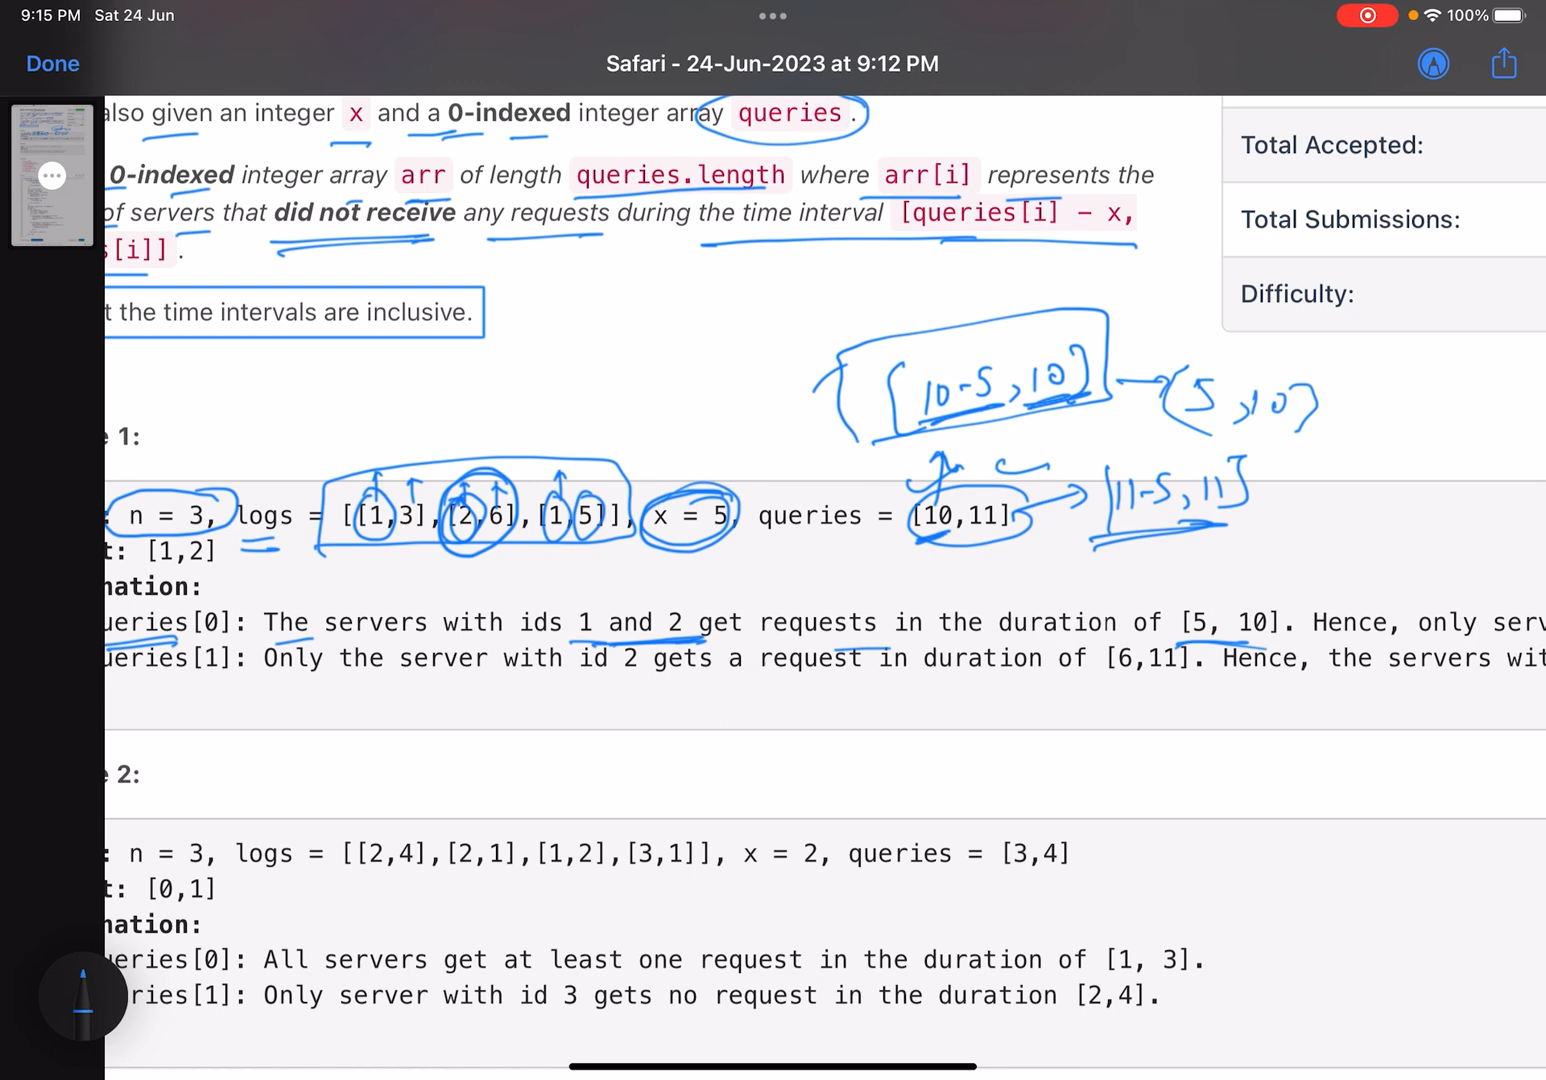 9:15 PM Sat 24 Jun
100%
Done
Safari - 24-Jun-2023 at 9:12 PM
also given an integer x and a 0-indexed integer array queries.
0-indexed integer array arr of length queries.length where arr[i] represents the
of servers that did not receive any requests during the time interval [queries[i] - x,
s[i]].
t the time intervals are inclusive.
Total Accepted:
Total Submissions:
Difficulty:
[10-5, 10] → [5, 10]
e 1:
[11-5, 11]
: n = 3, logs = [[1,3],[2,6],[1,5]], x = 5, queries = [10,11]
t: [1,2]
nation:
ueries[0]: The servers with ids 1 and 2 get requests in the duration of [5, 10]. Hence, only serv
ueries[1]: Only the server with id 2 gets a request in duration of [6,11]. Hence, the servers wit
e 2:
: n = 3, logs = [[2,4],[2,1],[1,2],[3,1]], x = 2, queries = [3,4]
t: [0,1]
nation:
ueries[0]: All servers get at least one request in the duration of [1, 3].
ries[1]: Only server with id 3 gets no request in the duration [2,4].